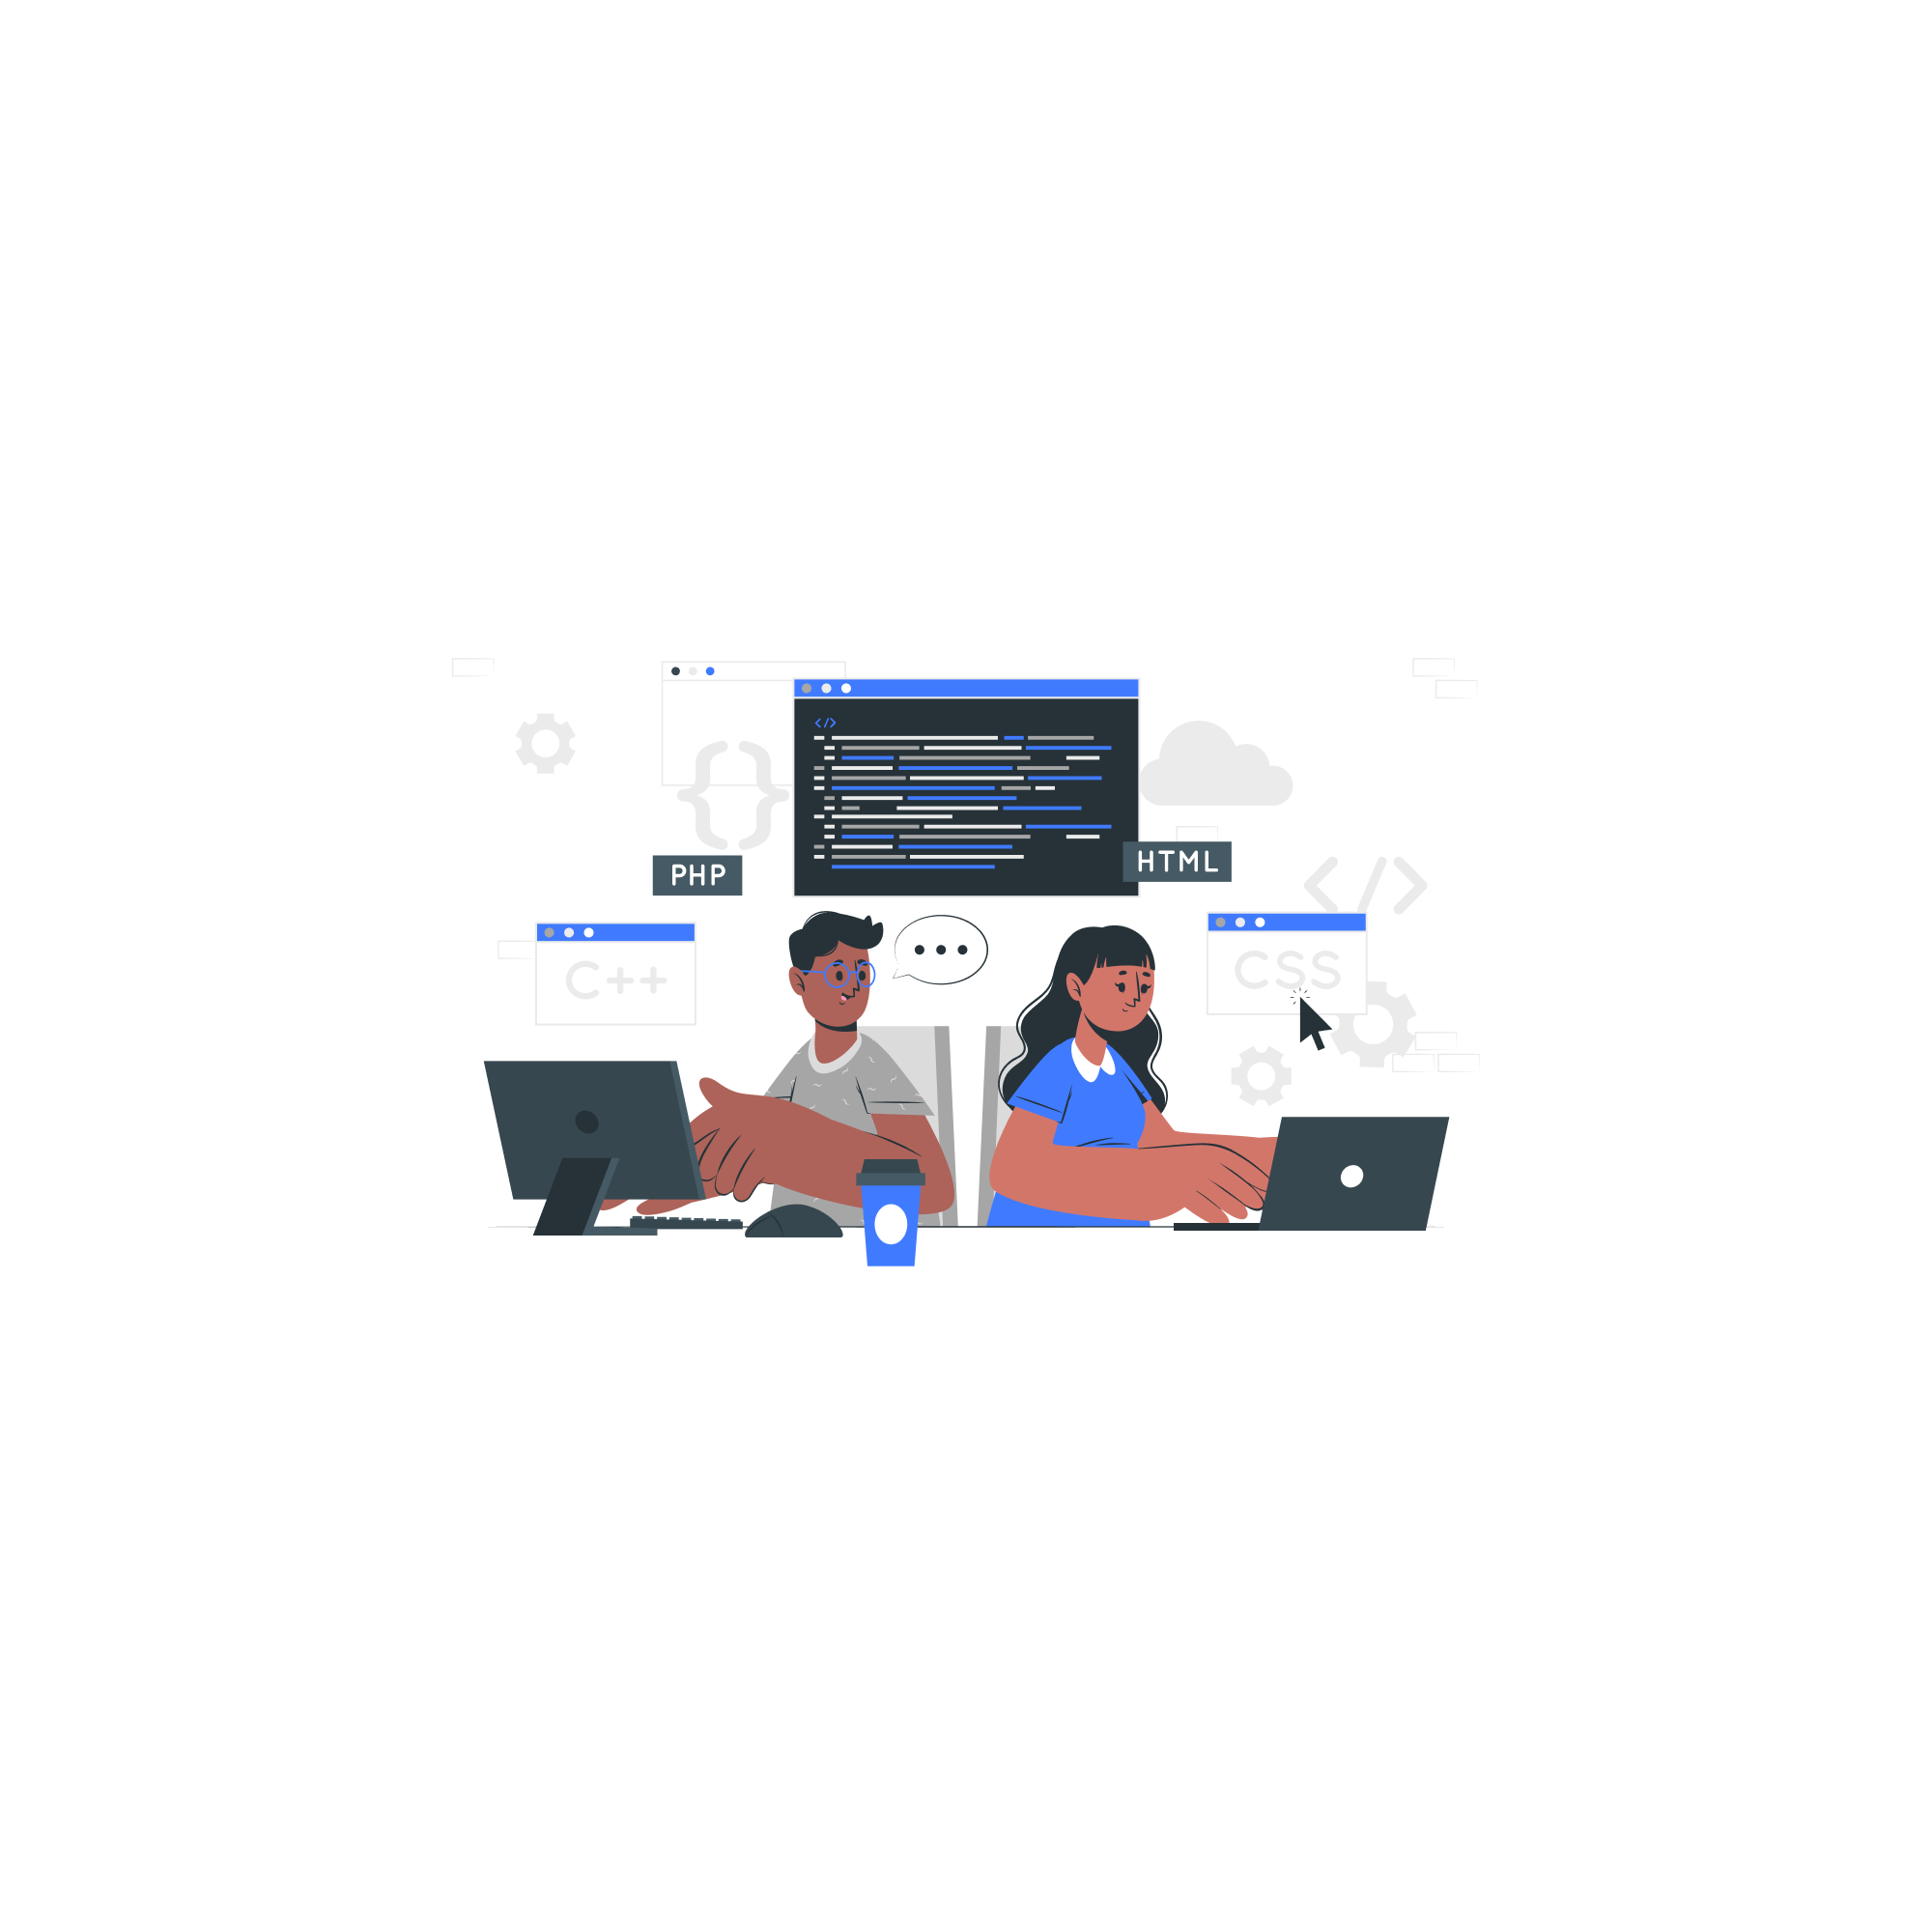 </>
{}
PHP
HTML
</>
C++
CSS